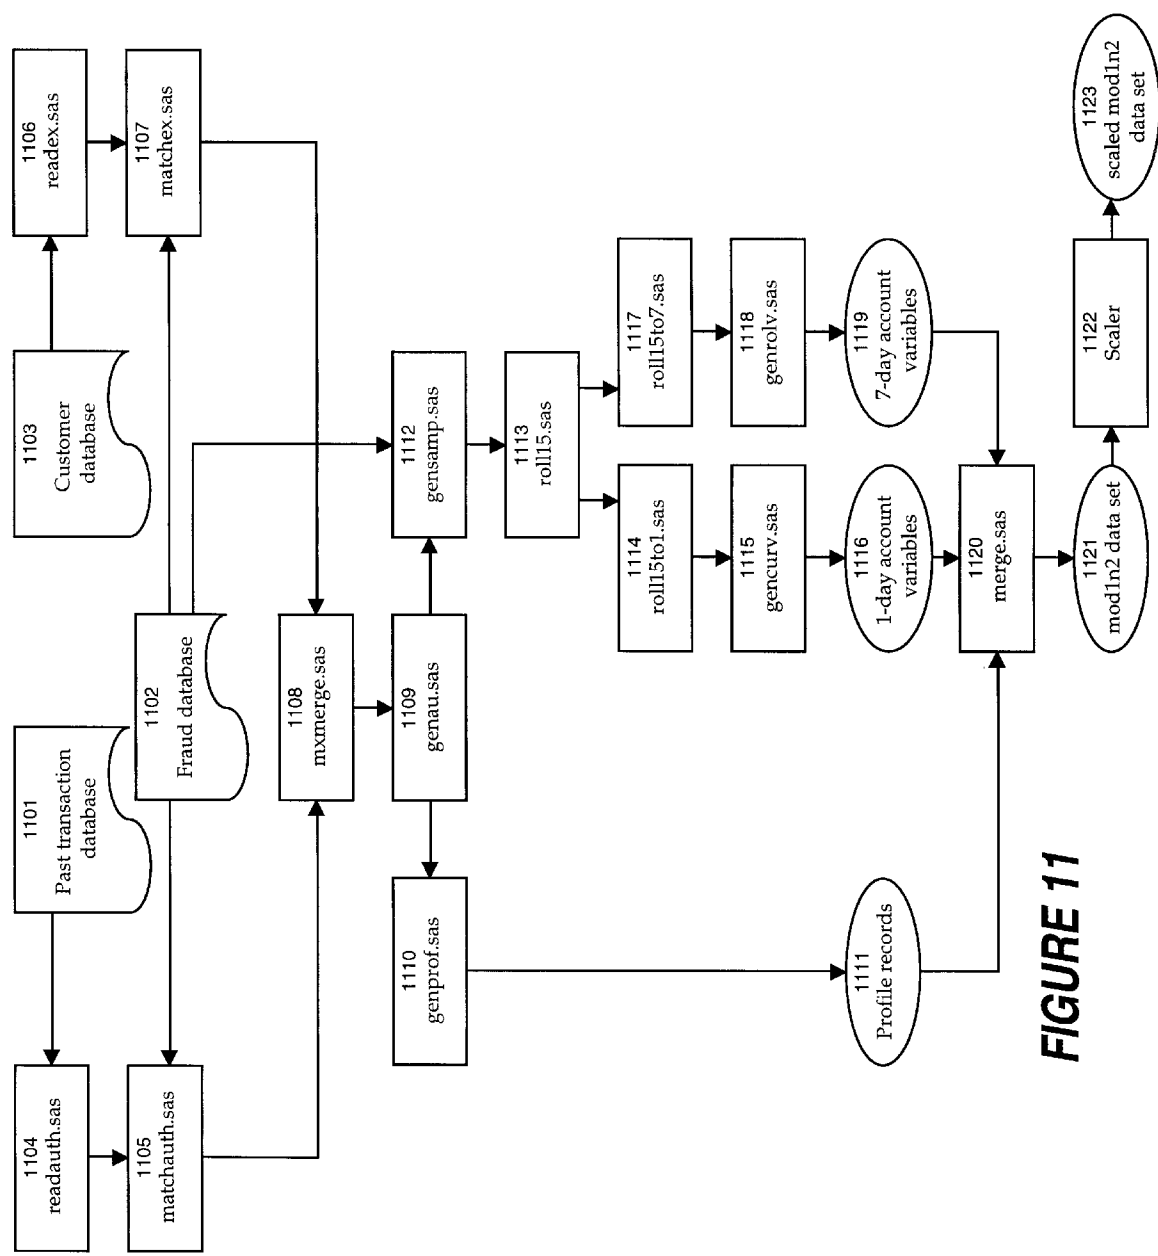 1104
readauth.sas
1101
Past transaction
database
1103
Customer
database
1106
readex.sas
1105
matchauth.sas
1102
Fraud database
1107
matchex.sas
1108
mxmerge.sas
1110
genprof.sas
1109
genau.sas
1112
gensamp.sas
1113
roll15.sas
1114
roll15to1.sas
1117
roll15to7.sas
1115
gencurv.sas
1118
genrolv.sas
1111
Profile records
1116
1-day account
variables
1119
7-day account
variables
1120
merge.sas
1121
mod1n2 data set
1122
Scaler
1123
scaled mod1n2
data set
FIGURE 11